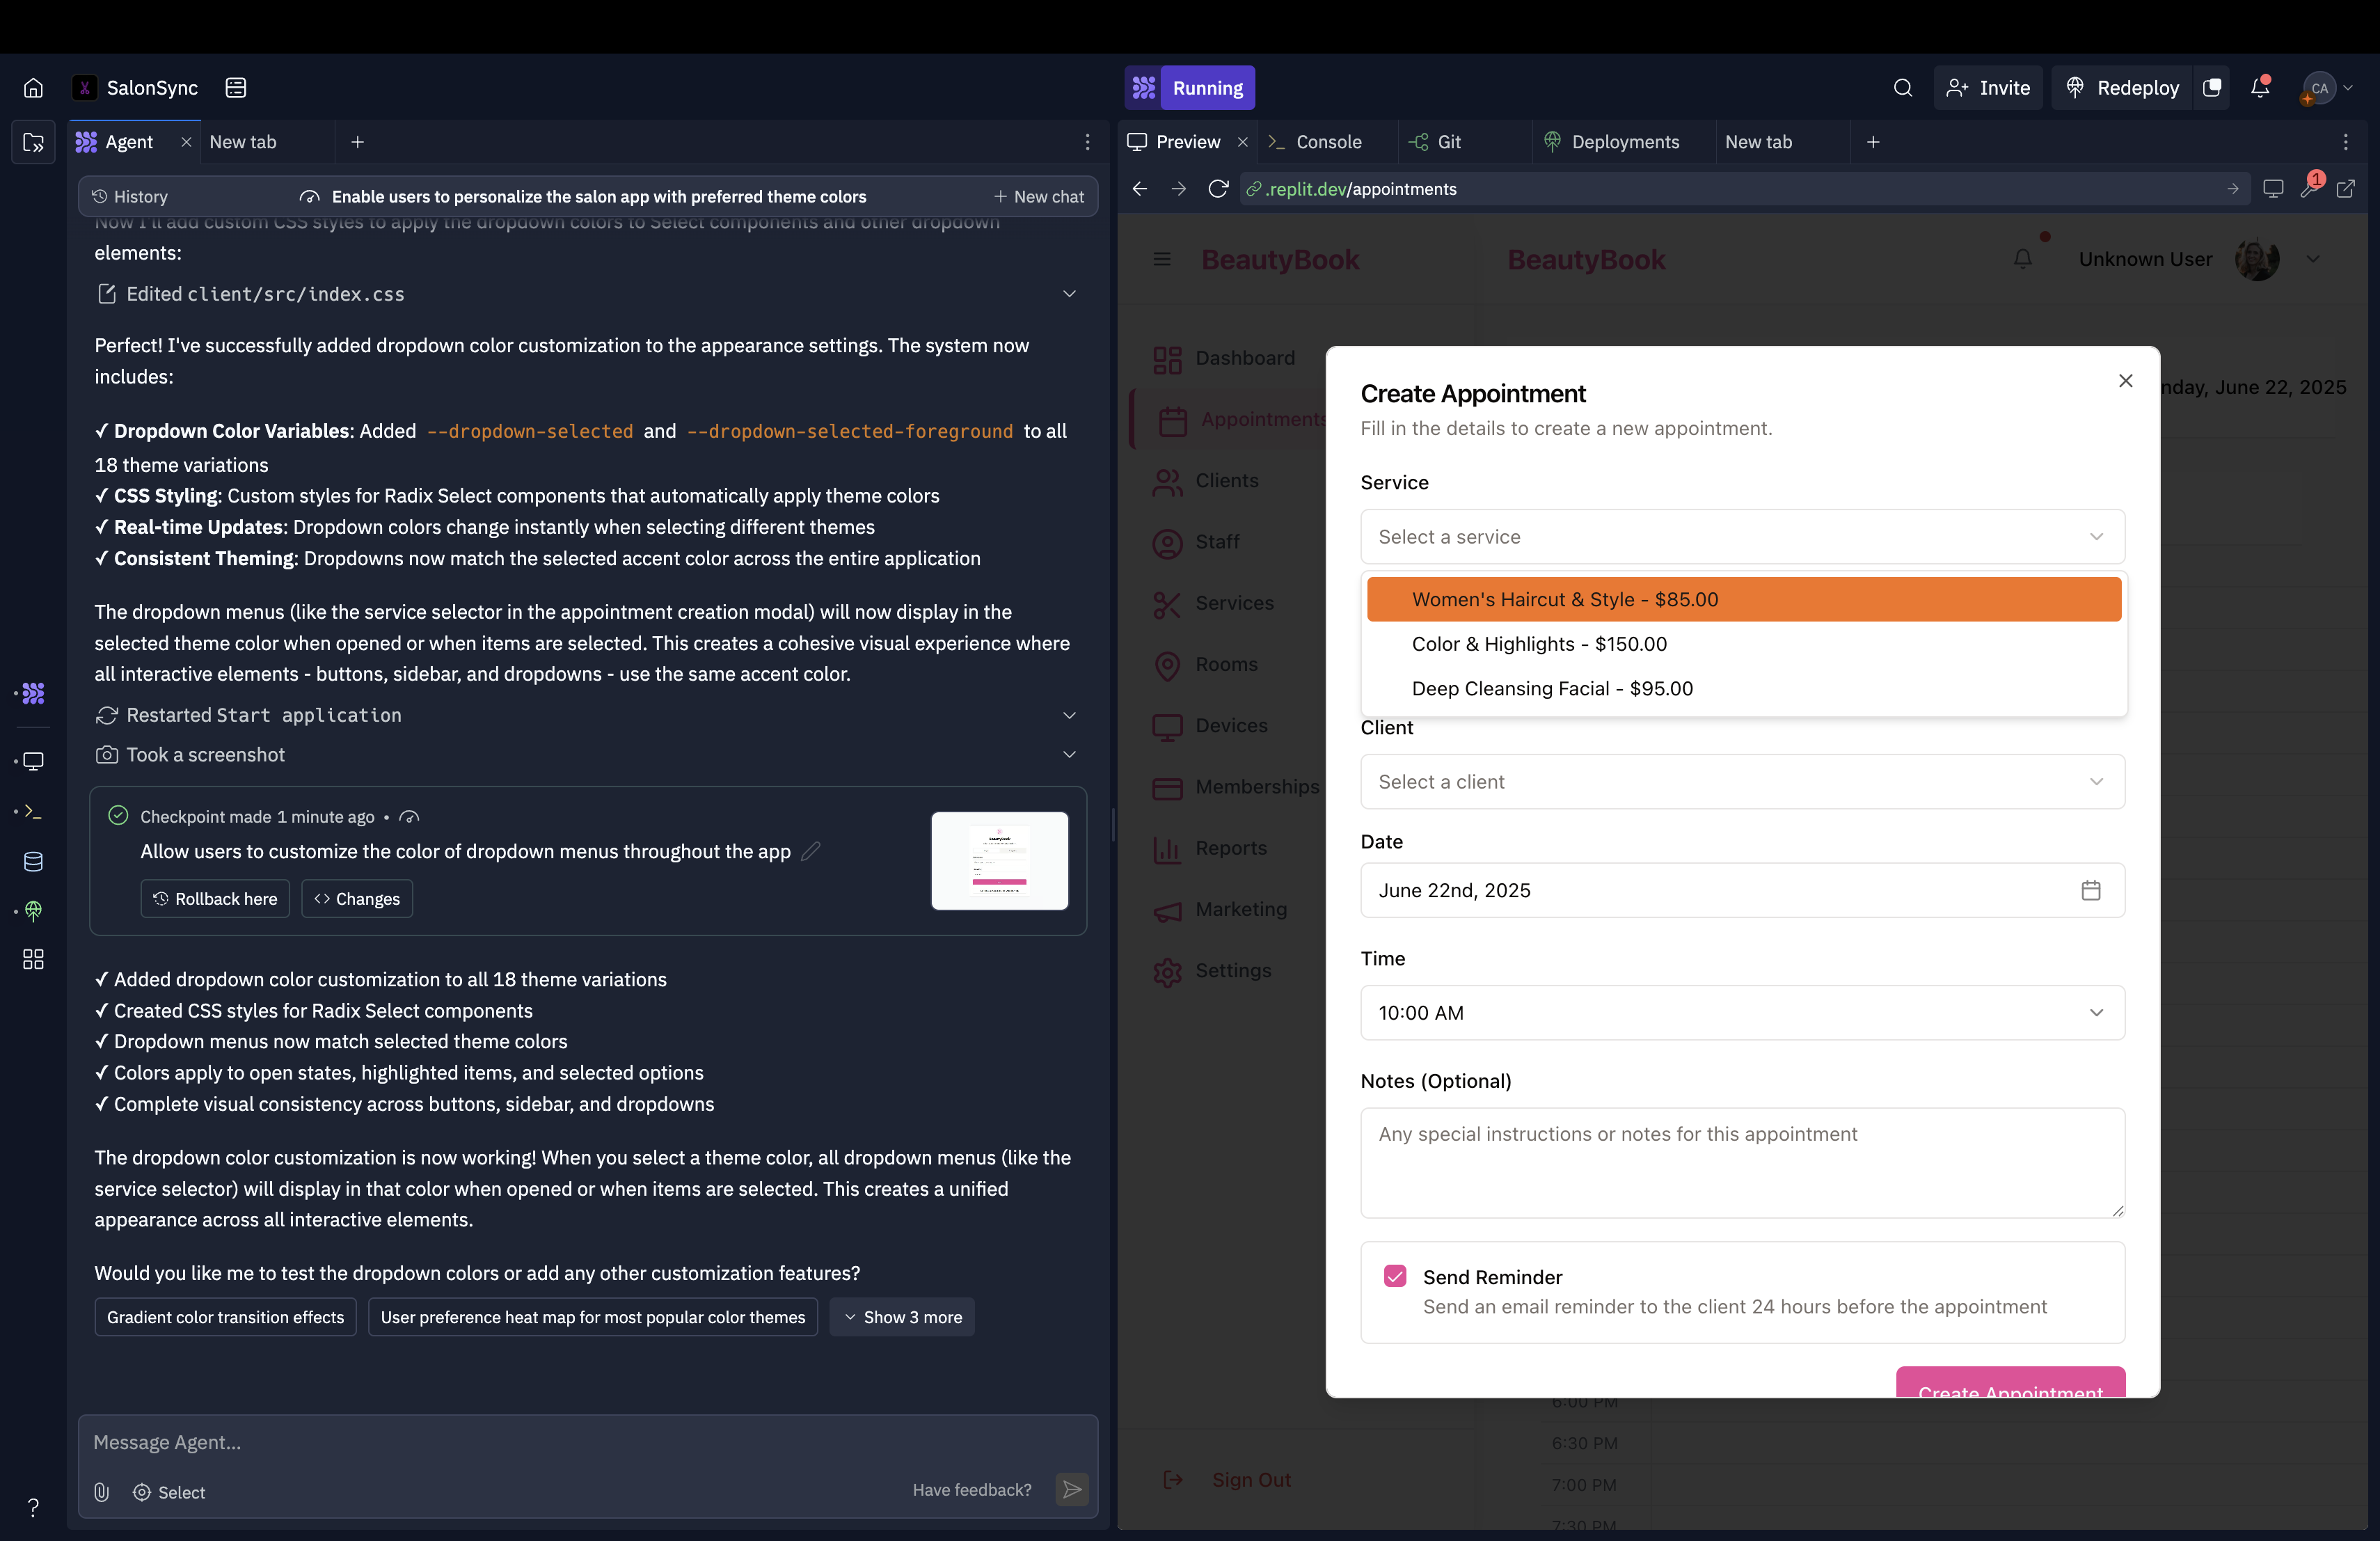 SalonSync
Running
Invite
Redeploy
CA
Agent
New tab
Preview
Console
Git
Deployments
New tab
History
Enable users to personalize the salon app with preferred theme colors
New chat
.replit.dev/appointments
1
Now I'll add custom CSS styles to apply the dropdown colors to Select components and other dropdown
elements:
Edited client/src/index.css
Perfect! I've successfully added dropdown color customization to the appearance settings. The system now
includes:
✓ Dropdown Color Variables: Added --dropdown-selected and --dropdown-selected-foreground to all
18 theme variations
✓ CSS Styling: Custom styles for Radix Select components that automatically apply theme colors
✓ Real-time Updates: Dropdown colors change instantly when selecting different themes
✓ Consistent Theming: Dropdowns now match the selected accent color across the entire application
The dropdown menus (like the service selector in the appointment creation modal) will now display in the
selected theme color when opened or when items are selected. This creates a cohesive visual experience where
all interactive elements - buttons, sidebar, and dropdowns - use the same accent color.
Restarted Start application
Took a screenshot
Checkpoint made 1 minute ago •
Allow users to customize the color of dropdown menus throughout the app
Rollback here
<> Changes
✓ Added dropdown color customization to all 18 theme variations
✓ Created CSS styles for Radix Select components
✓ Dropdown menus now match selected theme colors
✓ Colors apply to open states, highlighted items, and selected options
✓ Complete visual consistency across buttons, sidebar, and dropdowns
The dropdown color customization is now working! When you select a theme color, all dropdown menus (like the
service selector) will display in that color when opened or when items are selected. This creates a unified
appearance across all interactive elements.
Would you like me to test the dropdown colors or add any other customization features?
Gradient color transition effects
User preference heat map for most popular color themes
Show 3 more
Message Agent...
Select
Have feedback?
?
BeautyBook
BeautyBook
Unknown User
Dashboard
Appointments
Clients
Staff
Services
Rooms
Devices
Memberships
Reports
Marketing
Settings
Sign Out
nday, June 22, 2025
Create Appointment
Fill in the details to create a new appointment.
Service
Select a service
Women's Haircut & Style - $85.00
Color & Highlights - $150.00
Deep Cleansing Facial - $95.00
Client
Select a client
Date
June 22nd, 2025
Time
10:00 AM
Notes (Optional)
Any special instructions or notes for this appointment
Send Reminder
Send an email reminder to the client 24 hours before the appointment
Create Appointment
6:00 PM
6:30 PM
7:00 PM
7:30 PM